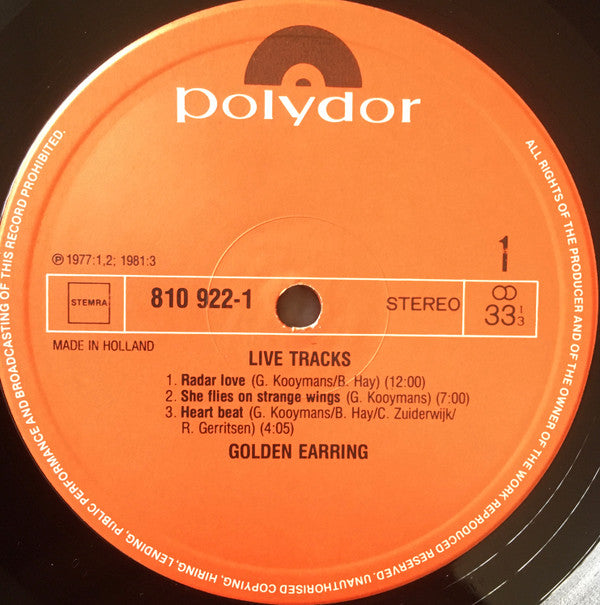 polydor
ALL RIGHTS OF THE PRODUCER AND OF THE OWNER OF THE WORK REPRODUCED RESERVED. UNAUTHORISED COPYING, HIRING, LENDING, PUBLIC PERFORMANCE AND BROADCASTING OF THIS RECORD PROHIBITED.
℗ 1977:1,2; 1981:3
1
STEMRA
810 922-1
STEREO
33 1/3
MADE IN HOLLAND
LIVE TRACKS
1. Radar love (G. Kooymans/B. Hay) (12:00)
2. She flies on strange wings (G. Kooymans) (7:00)
3. Heart beat (G. Kooymans/B. Hay/C. Zuiderwijk/
R. Gerritsen) (4:05)
GOLDEN EARRING